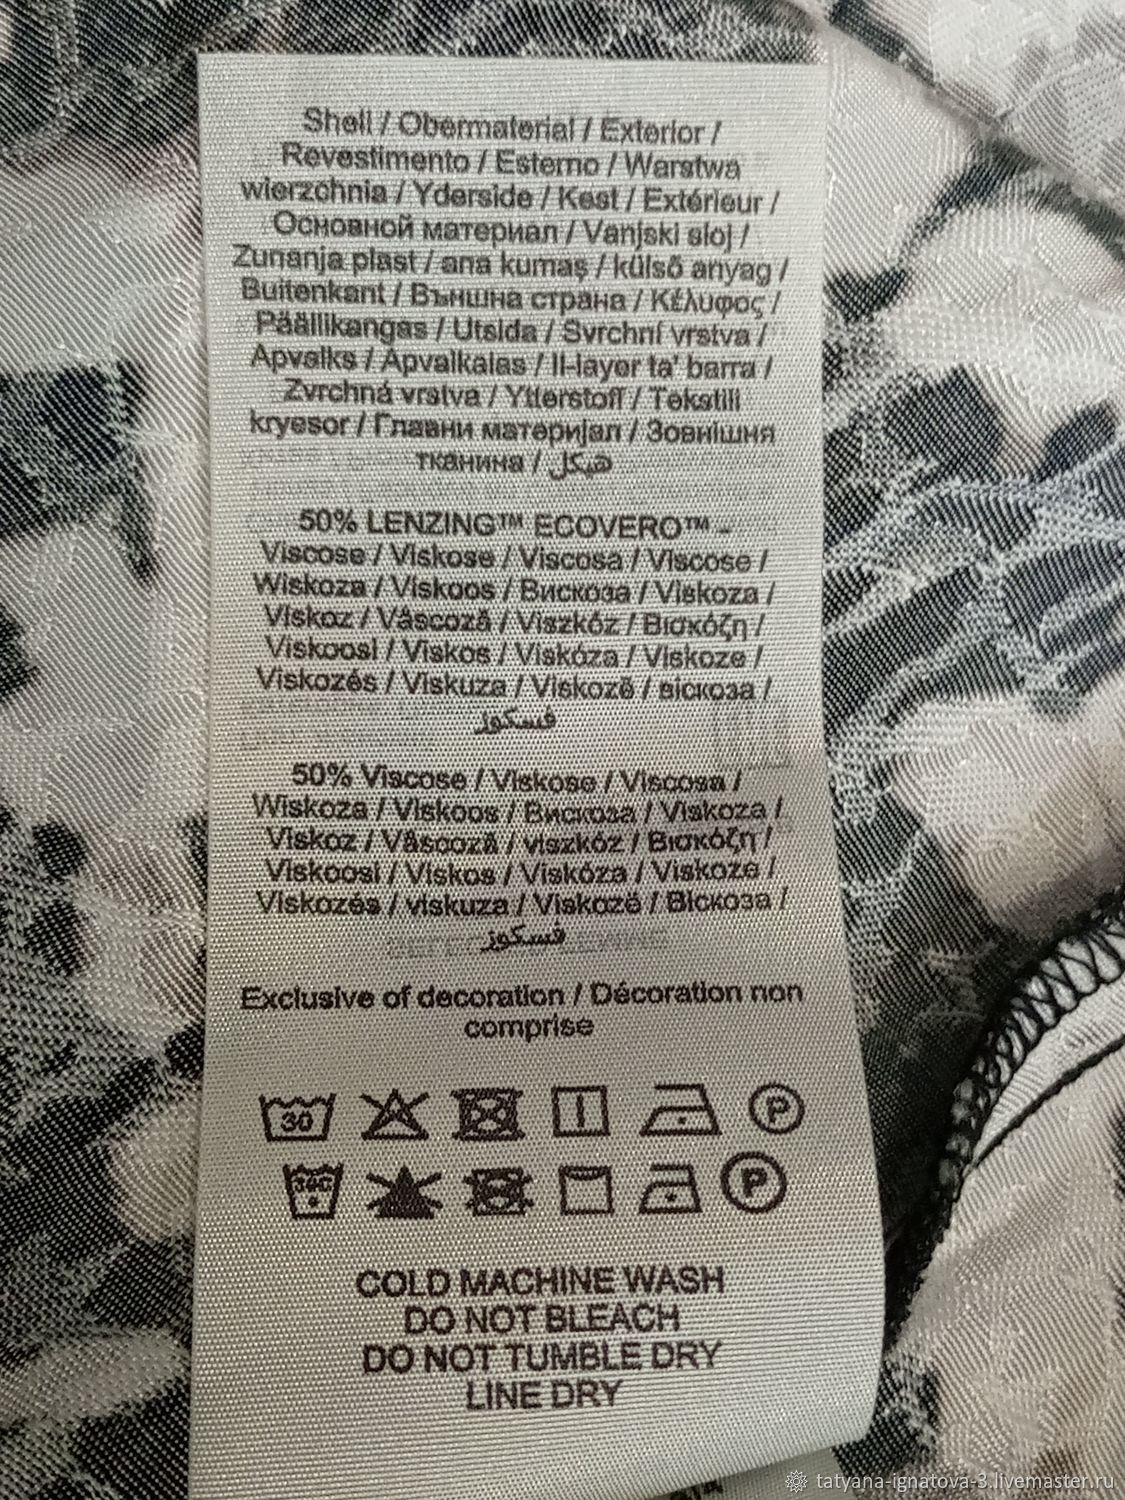 Shell / Obermaterial / Exterior /
Revestimento / Esterno / Warstwa
wierzchnia / Yderside / Kest / Extérieur /
Основной материал / Vanjski sloj /
Zunanja plast / ana kumaş / külső anyag /
Buitenkant / Външна страна / Κέλυφος /
Päällikangas / Utsida / Svrchní vrstva /
Apvalks / Apvalkalas / Il-layer ta' barra /
Zvrchná vrstva / Ytterstoff / Tekstili
kryesor / Главни материјал / Зовнішня
тканина / هيكل
50% LENZING™ ECOVERO™ -
Viscose / Viskose / Viscosa / Viscose /
Wiskoza / Viskoos / Вискоза / Viskoza /
Viskoz / Vâscoză / Viszkóz / Βισκόζη /
Viskoosi / Viskos / Viskóza / Viskoze /
Viskozés / Viskuza / Viskozë / віскоза /
فسكوز
50% Viscose / Viskose / Viscosa /
Wiskoza / Viskoos / Вискоза / Viskoza /
Viskoz / Vâscoză / viszkóz / Βισκόζη /
Viskoosi / Viskos / Viskóza / Viskoze /
Viskozés / viskuza / Viskozë / Віскоза /
فسكوز
Exclusive of decoration / Décoration non
comprise
30 P
30C P
COLD MACHINE WASH
DO NOT BLEACH
DO NOT TUMBLE DRY
LINE DRY
tatyana-ignatova-3.livemaster.ru